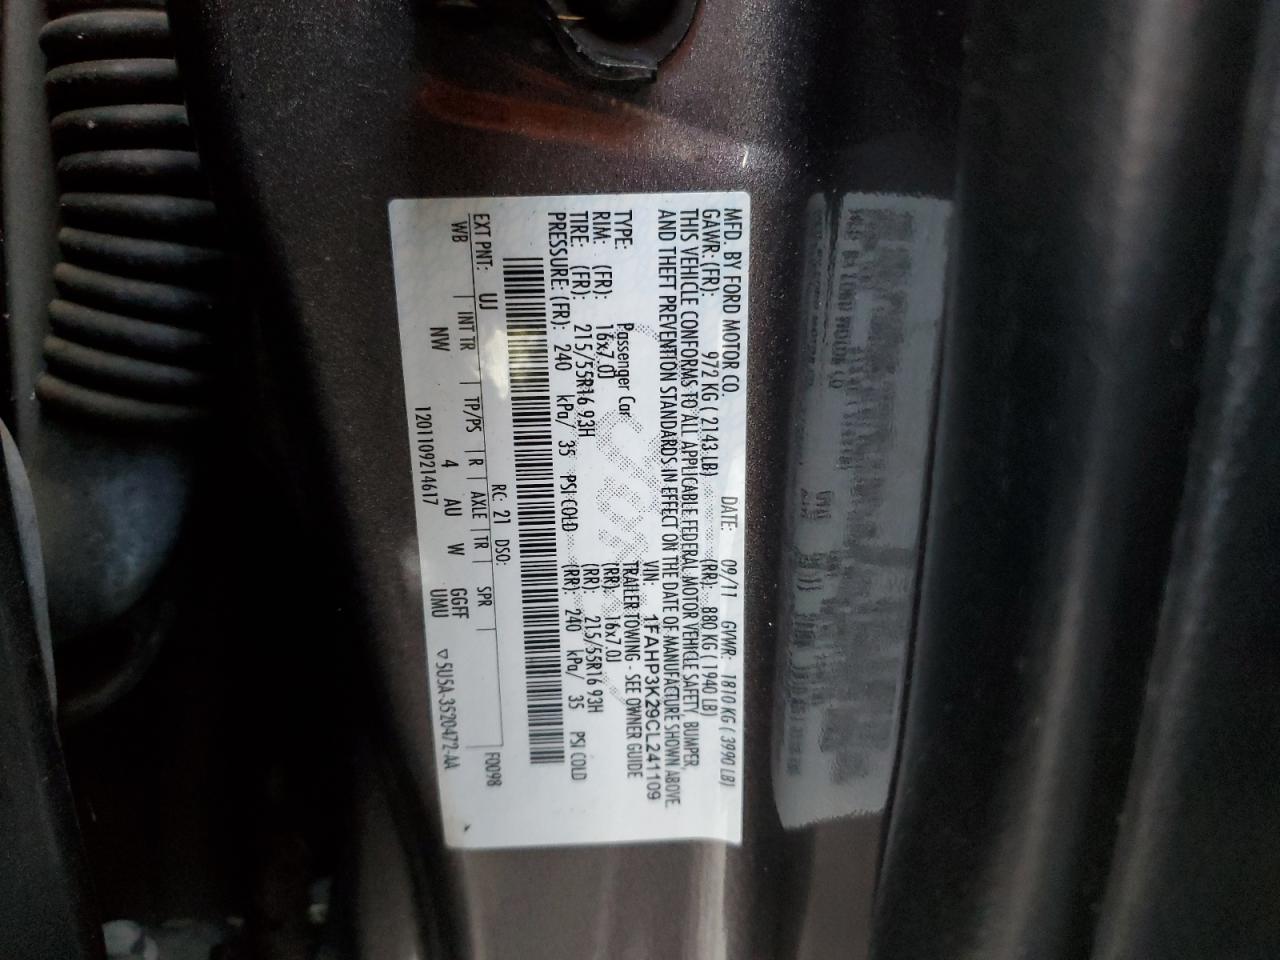 MFD. BY FORD MOTOR CO. DATE: 09/11 GVWR: 1810 KG ( 3990 LB)
GAWR: (FR): 972 KG ( 2143 LB) (RR): 880 KG ( 1940 LB)
THIS VEHICLE CONFORMS TO ALL APPLICABLE FEDERAL MOTOR VEHICLE SAFETY, BUMPER,
AND THEFT PREVENTION STANDARDS IN EFFECT ON THE DATE OF MANUFACTURE SHOWN ABOVE.
VIN: 1FAHP3K29CL241109
TYPE: Passenger Car TRAILER TOWING - SEE OWNER GUIDE
RIM: (FR): 16x7.0J (RR): 16x7.0J
TIRE: (FR): 215/55R16 93H (RR): 215/55R16 93H
PRESSURE: (FR): 240 kPa/ 35 PSI COLD (RR): 240 kPa/ 35 PSI COLD
RC: 21 DSO: F0098
EXT PNT: UJ | INT TR | TP/PS | R | AXLE | TR | SPR |
WB NW 4 AU W GGFF
12011092146​17 UMU ▽5U5A-3520472-AA